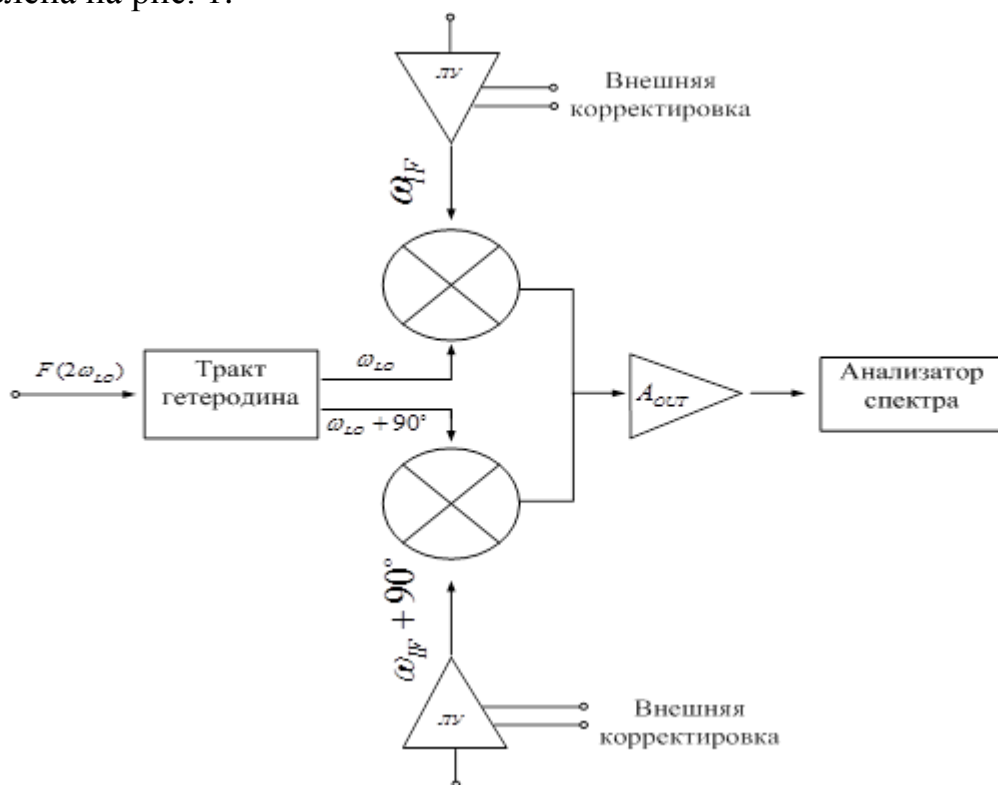 лена на рис. 1.
ЛУ
Внешняя
корректировка
ω_IF
F(2ω_LO)
Тракт
гетеродина
ω_LO
ω_LO + 90°
A_OUT
Анализатор
спектра
ω_IF + 90°
ЛУ
Внешняя
корректировка